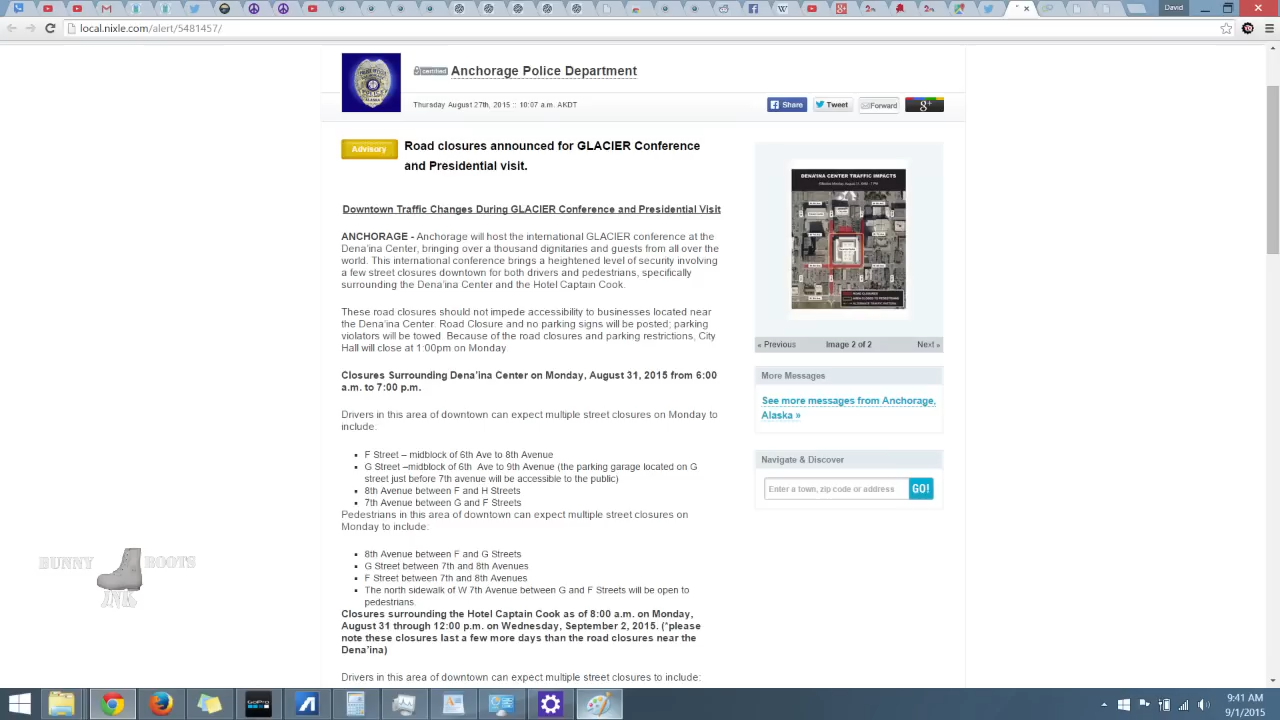 David
local.nixle.com/alert/5481457/
certified Anchorage Police Department
Thursday August 27th, 2015 :: 10:07 a.m. AKDT
Share Tweet Forward g+
Advisory
Road closures announced for GLACIER Conference
and Presidential visit.
Downtown Traffic Changes During GLACIER Conference and Presidential Visit
ANCHORAGE - Anchorage will host the international GLACIER conference at the
Dena'ina Center, bringing over a thousand dignitaries and guests from all over the
world. This international conference brings a heightened level of security involving
a few street closures downtown for both drivers and pedestrians, specifically
surrounding the Dena'ina Center and the Hotel Captain Cook.
These road closures should not impede accessibility to businesses located near
the Dena'ina Center. Road Closure and no parking signs will be posted; parking
violators will be towed. Because of the road closures and parking restrictions, City
Hall will close at 1:00pm on Monday.
Closures Surrounding Dena'ina Center on Monday, August 31, 2015 from 6:00
a.m. to 7:00 p.m.
Drivers in this area of downtown can expect multiple street closures on Monday to
include:
F Street – midblock of 6th Ave to 8th Avenue
G Street –midblock of 6th Ave to 9th Avenue (the parking garage located on G
street just before 7th avenue will be accessible to the public)
8th Avenue between F and H Streets
7th Avenue between G and F Streets
Pedestrians in this area of downtown can expect multiple street closures on
Monday to include:
8th Avenue between F and G Streets
G Street between 7th and 8th Avenues
F Street between 7th and 8th Avenues
The north sidewalk of W 7th Avenue between G and F Streets will be open to
pedestrians.
Closures surrounding the Hotel Captain Cook as of 8:00 a.m. on Monday,
August 31 through 12:00 p.m. on Wednesday, September 2, 2015. (*please
note these closures last a few more days than the road closures near the
Dena'ina)
Drivers in this area of downtown can expect multiple street closures to include:
DENA'INA CENTER TRAFFIC IMPACTS
« Previous Image 2 of 2 Next »
More Messages
See more messages from Anchorage,
Alaska »
Navigate & Discover
Enter a town, zip code or address GO!
BUNNY BOOTS
INK
GoPro
9:41 AM
9/1/2015